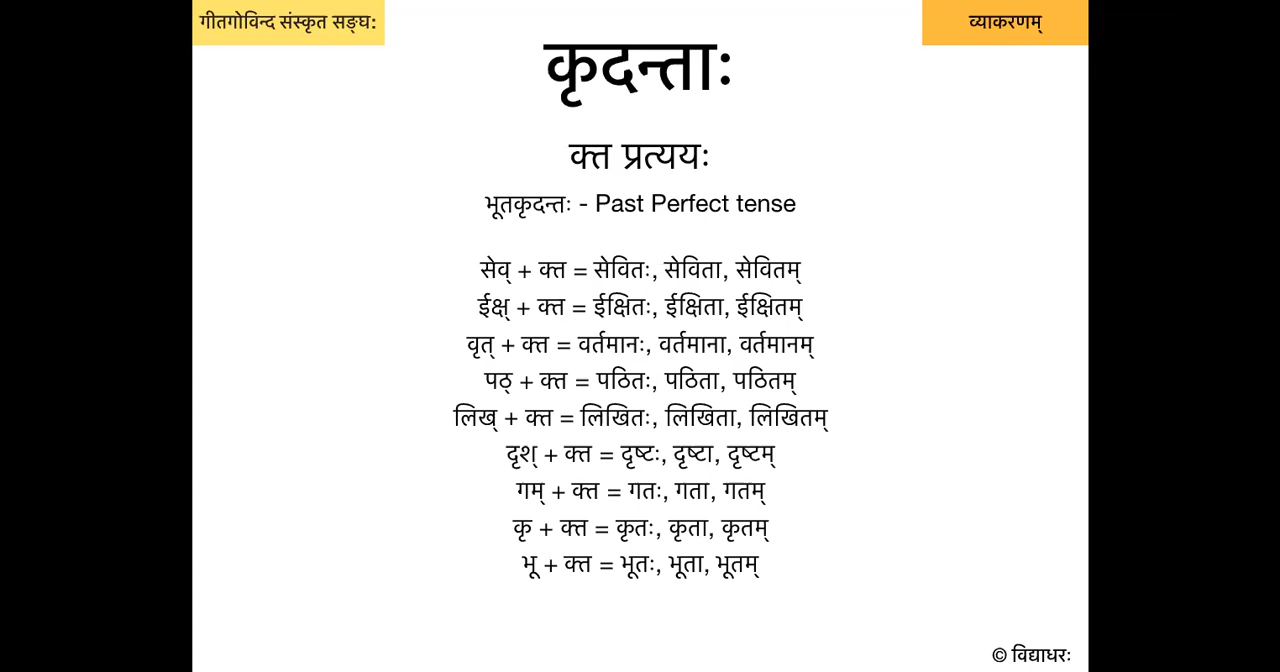 गीतगोविन्द संस्कृत सङ्घः
व्याकरणम्
कृदन्ताः
क्त प्रत्ययः
भूतकृदन्तः - Past Perfect tense
सेव् + क्त = सेवितः, सेविता, सेवितम्
ईक्ष् + क्त = ईक्षितः, ईक्षिता, ईक्षितम्
वृत् + क्त = वर्तमानः, वर्तमाना, वर्तमानम्
पठ् + क्त = पठितः, पठिता, पठितम्
लिख् + क्त = लिखितः, लिखिता, लिखितम्
दृश् + क्त = दृष्टः, दृष्टा, दृष्टम्
गम् + क्त = गतः, गता, गतम्
कृ + क्त = कृतः, कृता, कृतम्
भू + क्त = भूतः, भूता, भूतम्
© विद्याधरः